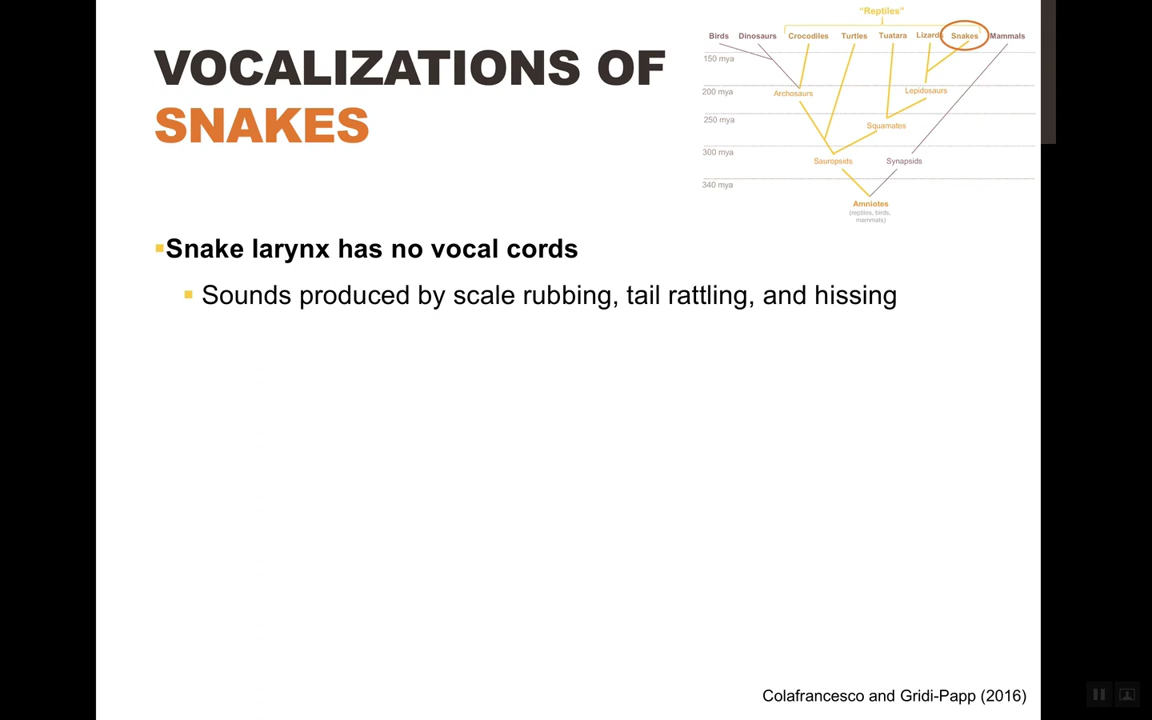 VOCALIZATIONS OF
SNAKES
"Reptiles"
Birds Dinosaurs Crocodiles Turtles Tuatara Lizards Snakes Mammals
150 mya
200 mya
Archosaurs Lepidosaurs
250 mya
Squamates
300 mya
Sauropsids Synapsids
340 mya
Amniotes
(reptiles, birds,
mammals)
Snake larynx has no vocal cords
Sounds produced by scale rubbing, tail rattling, and hissing
Colafrancesco and Gridi-Papp (2016)